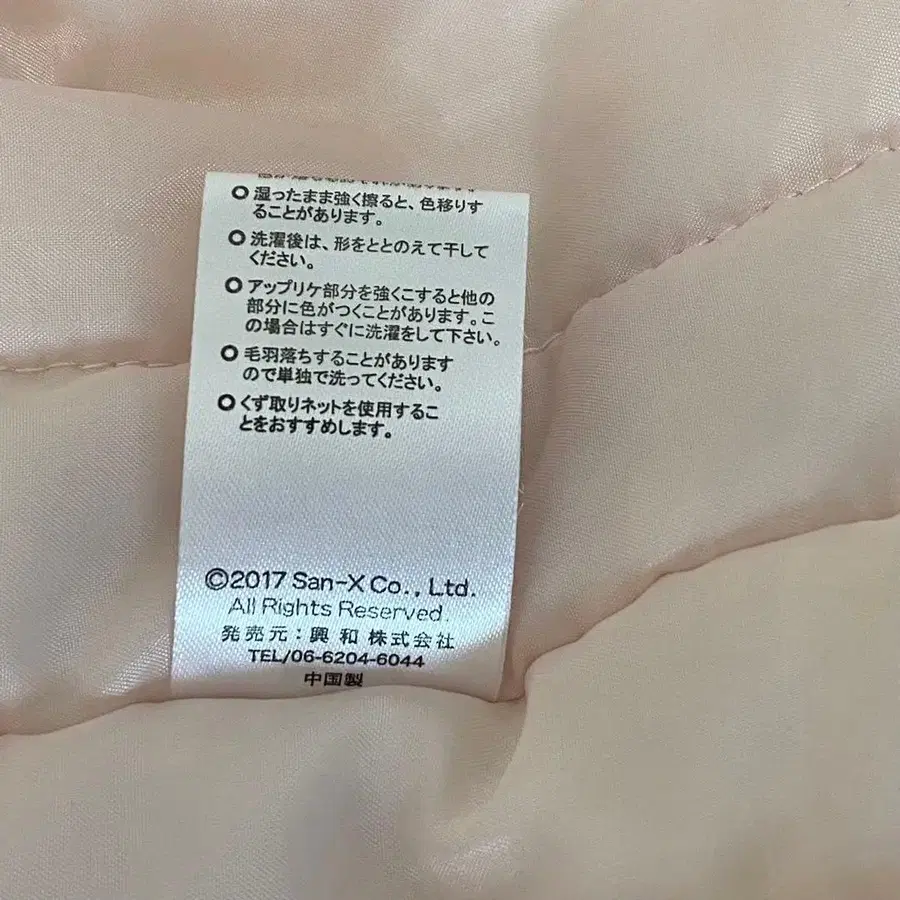 ○ 湿ったまま強く擦ると、色移りす
ることがあります。
○ 洗濯後は、形をととのえて干して
ください。
○ アップリケ部分を強くこすると他の
部分に色がつくことがあります。こ
の場合はすぐに洗濯をして下さい。
○ 毛羽落ちすることがあります
ので単独で洗ってください。
○ くず取りネットを使用するこ
とをおすすめします。
©2017 San-X Co., Ltd.
All Rights Reserved.
発売元：興和株式会社
TEL/06-6204-6044
中国製